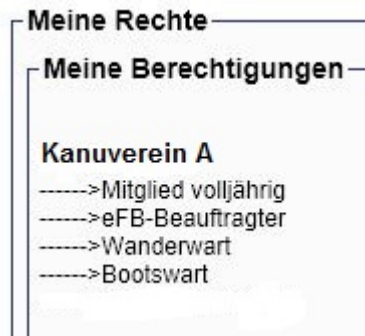 Meine Rechte
Meine Berechtigungen
Kanuverein A
------>Mitglied volljährig
------>eFB-Beauftragter
------>Wanderwart
------>Bootswart